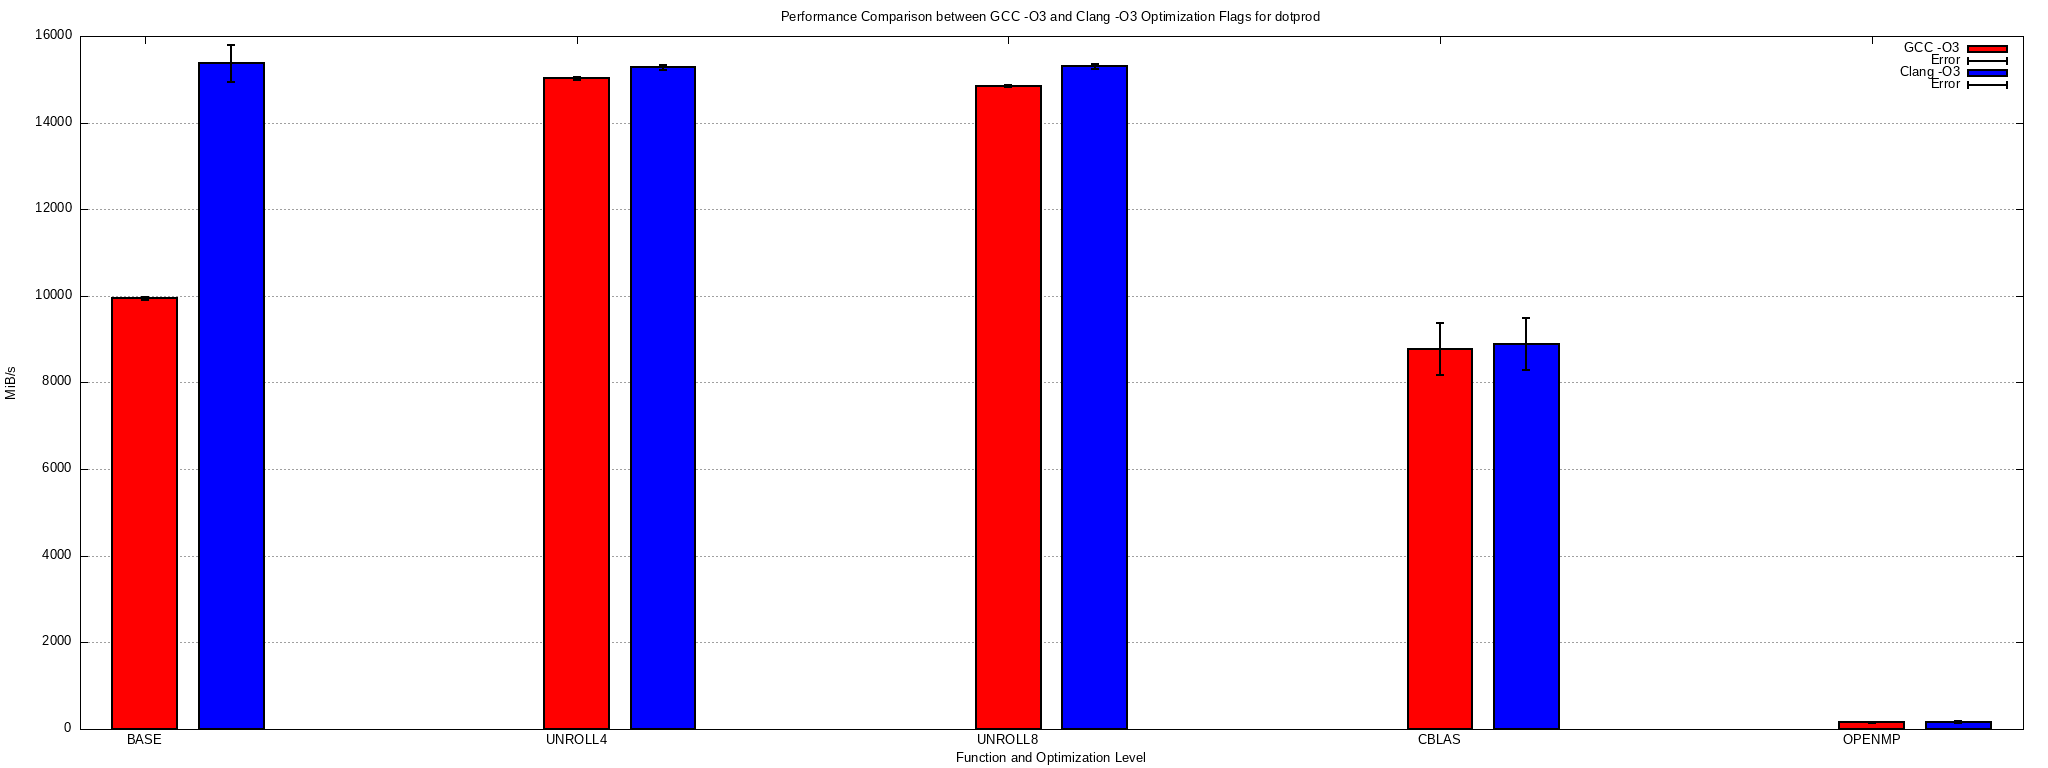 Performance Comparison between GCC -O3 and Clang -O3 Optimization Flags for dotprod
GCC -O3
Error
Clang -O3
Error
16000
14000
12000
10000
8000
6000
4000
2000
0
MiB/s
BASE UNROLL4 UNROLL8 CBLAS OPENMP
Function and Optimization Level